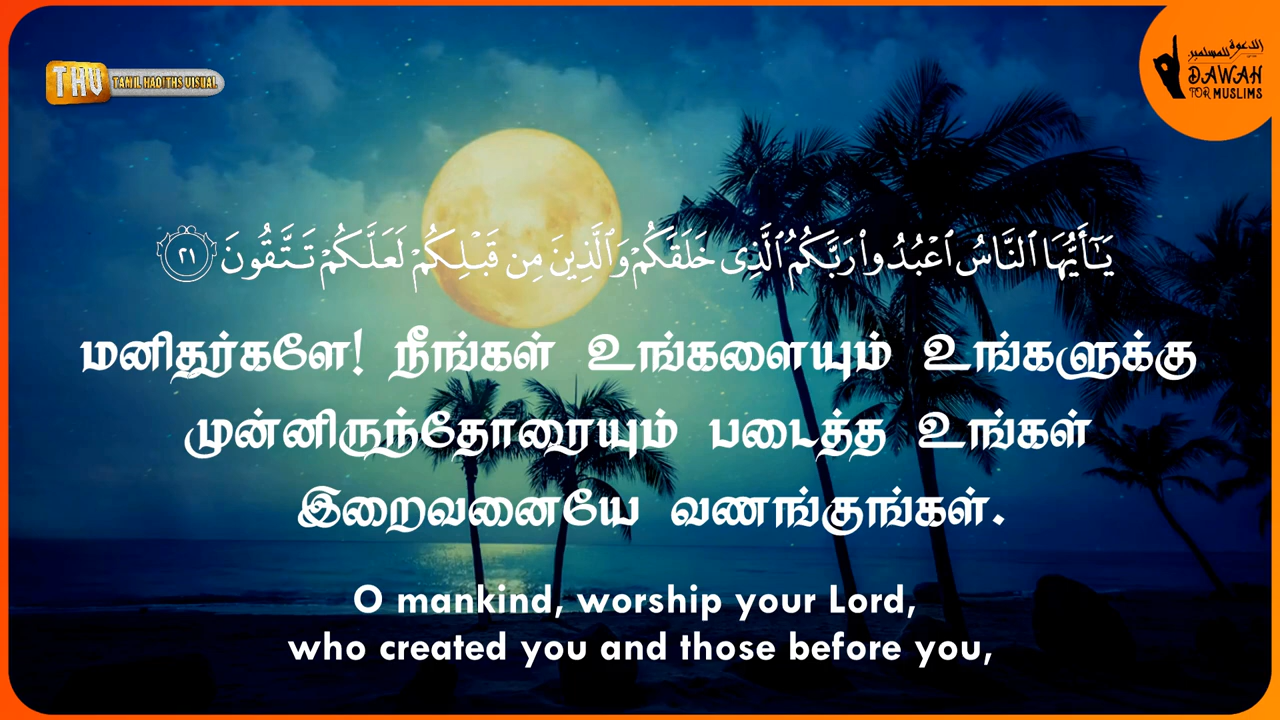 THV TAMIL HADITHS VISUAL
الدعوة للمسلمين
DAWAH
FOR MUSLIMS
يَـٰٓأَيُّهَا ٱلنَّاسُ ٱعْبُدُوا۟ رَبَّكُمُ ٱلَّذِى خَلَقَكُمْ وَٱلَّذِينَ مِن قَبْلِكُمْ لَعَلَّكُمْ تَتَّقُونَ ٢١
மனிதர்களே! நீங்கள் உங்களையும் உங்களுக்கு
முன்னிருந்தோரையும் படைத்த உங்கள்
இறைவனையே வணங்குங்கள்.
O mankind, worship your Lord,
who created you and those before you,